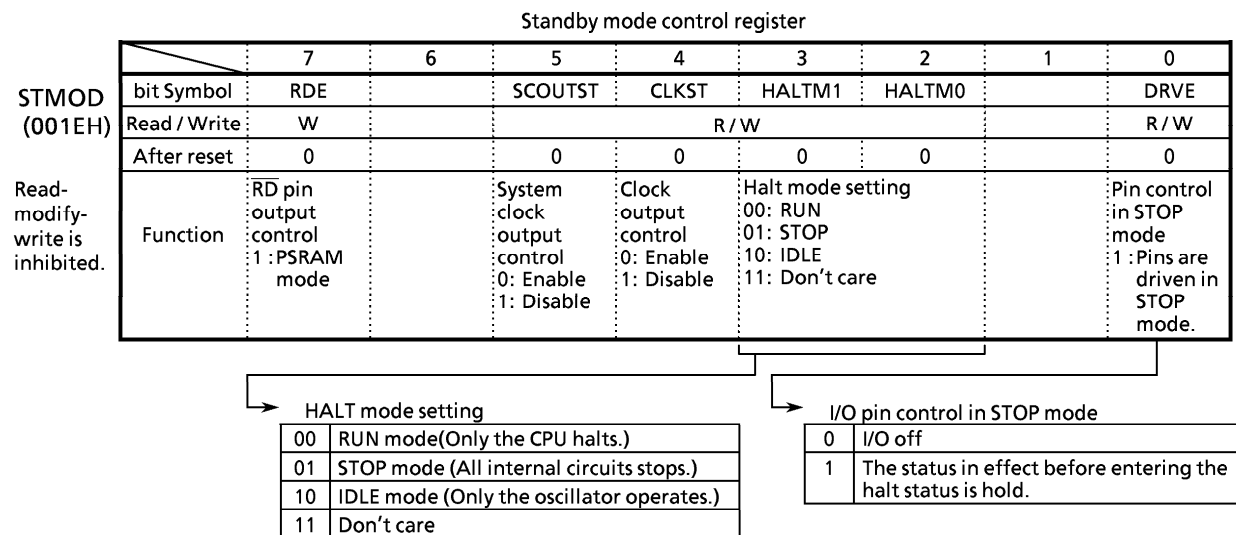 Standby mode control register
7 6 5 4 3 2 1 0
STMOD
(001EH)
bit Symbol RDE SCOUTST CLKST HALTM1 HALTM0 DRVE
Read / Write W R / W R / W
After reset 0 0 0 0 0 0
Read-
modify-
write is
inhibited.
Function
RD pin
output
control
1 : PSRAM
mode
System
clock
output
control
0: Enable
1: Disable
Clock
output
control
0: Enable
1: Disable
Halt mode setting
00: RUN
01: STOP
10: IDLE
11: Don't care
Pin control
in STOP
mode
1 : Pins are
driven in
STOP
mode.
HALT mode setting
00 RUN mode(Only the CPU halts.)
01 STOP mode (All internal circuits stops.)
10 IDLE mode (Only the oscillator operates.)
11 Don't care
I/O pin control in STOP mode
0 I/O off
1 The status in effect before entering the
halt status is hold.